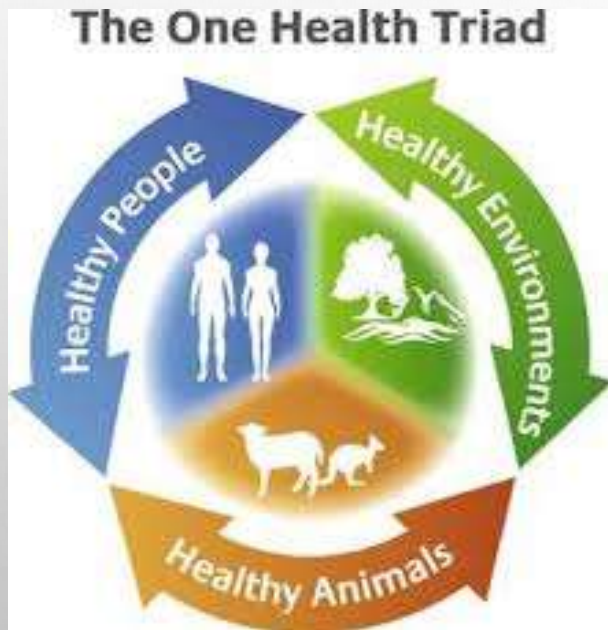 The One Health Triad
Healthy People
Healthy Environments
Healthy Animals